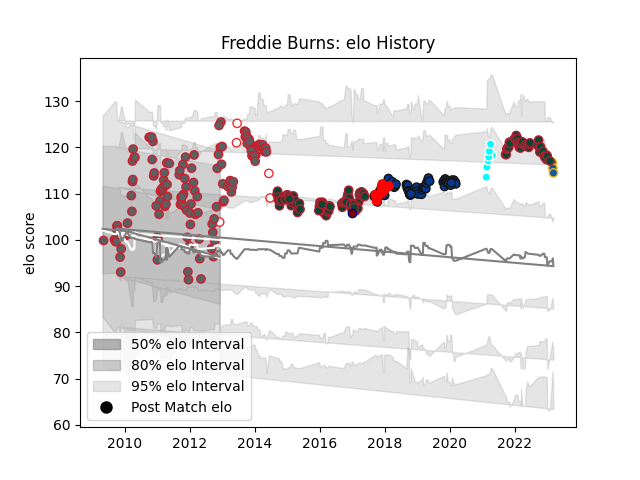 Freddie Burns: elo History
elo score
130
120
110
100
90
80
70
60
50% elo Interval
80% elo Interval
95% elo Interval
Post Match elo
2010 2012 2014 2016 2018 2020 2022